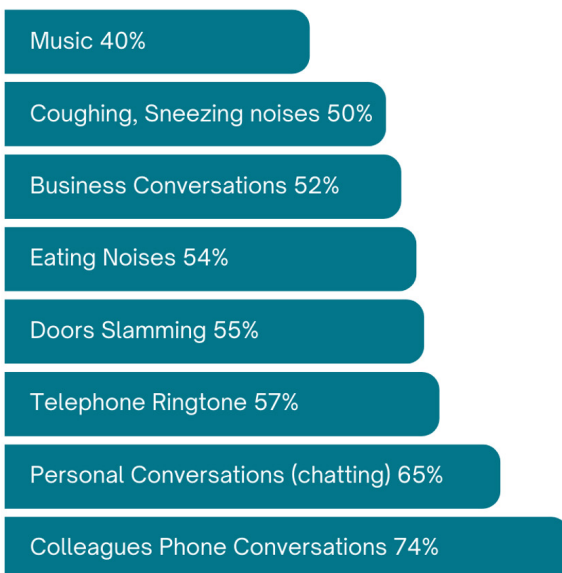 Music 40%
Coughing, Sneezing noises 50%
Business Conversations 52%
Eating Noises 54%
Doors Slamming 55%
Telephone Ringtone 57%
Personal Conversations (chatting) 65%
Colleagues Phone Conversations 74%